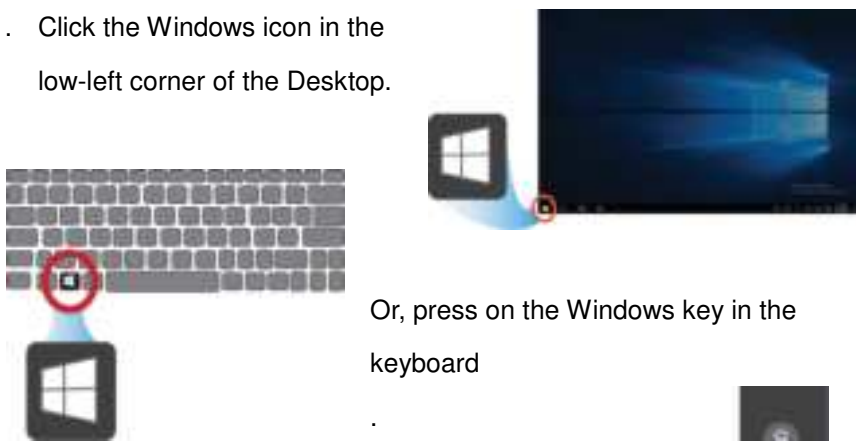 . Click the Windows icon in the
low-left corner of the Desktop.
Or, press on the Windows key in the
keyboard
.